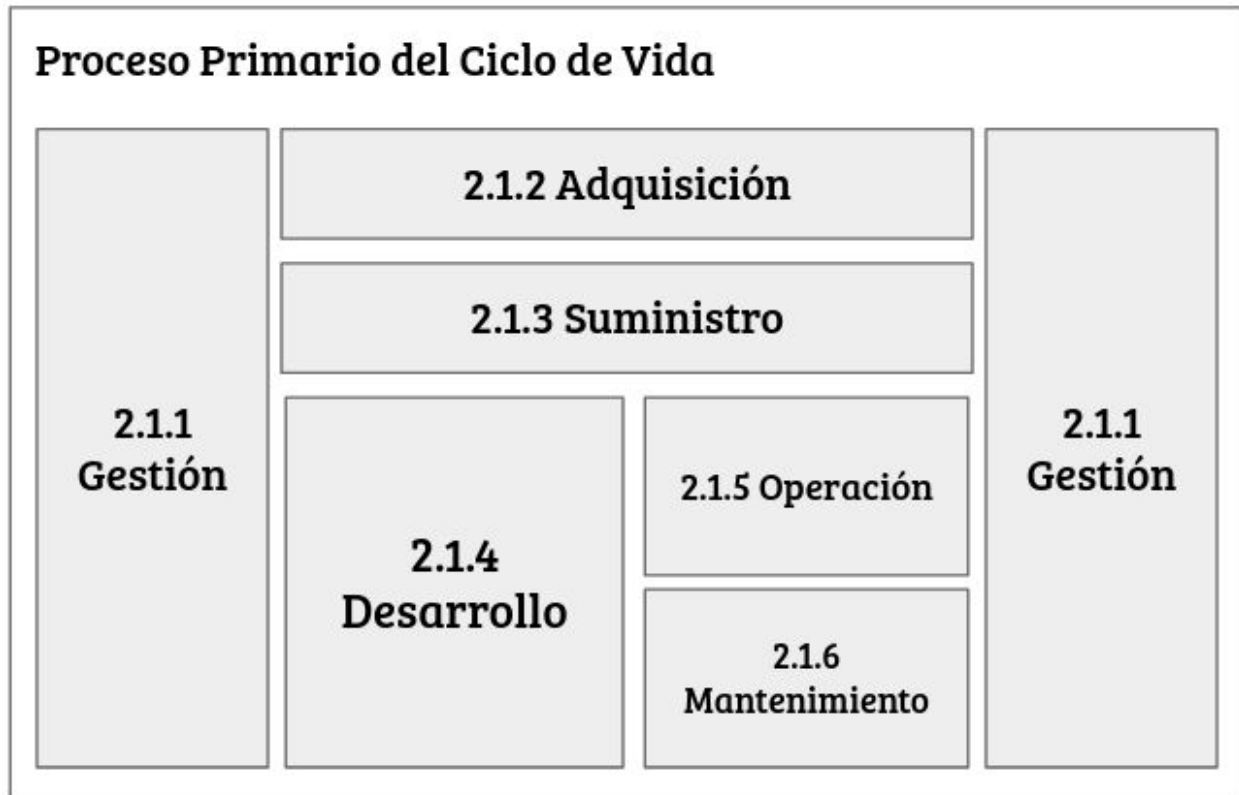 Proceso Primario del Ciclo de Vida
2.1.1
Gestión
2.1.2 Adquisición
2.1.3 Suministro
2.1.4
Desarrollo
2.1.5 Operación
2.1.6
Mantenimiento
2.1.1
Gestión